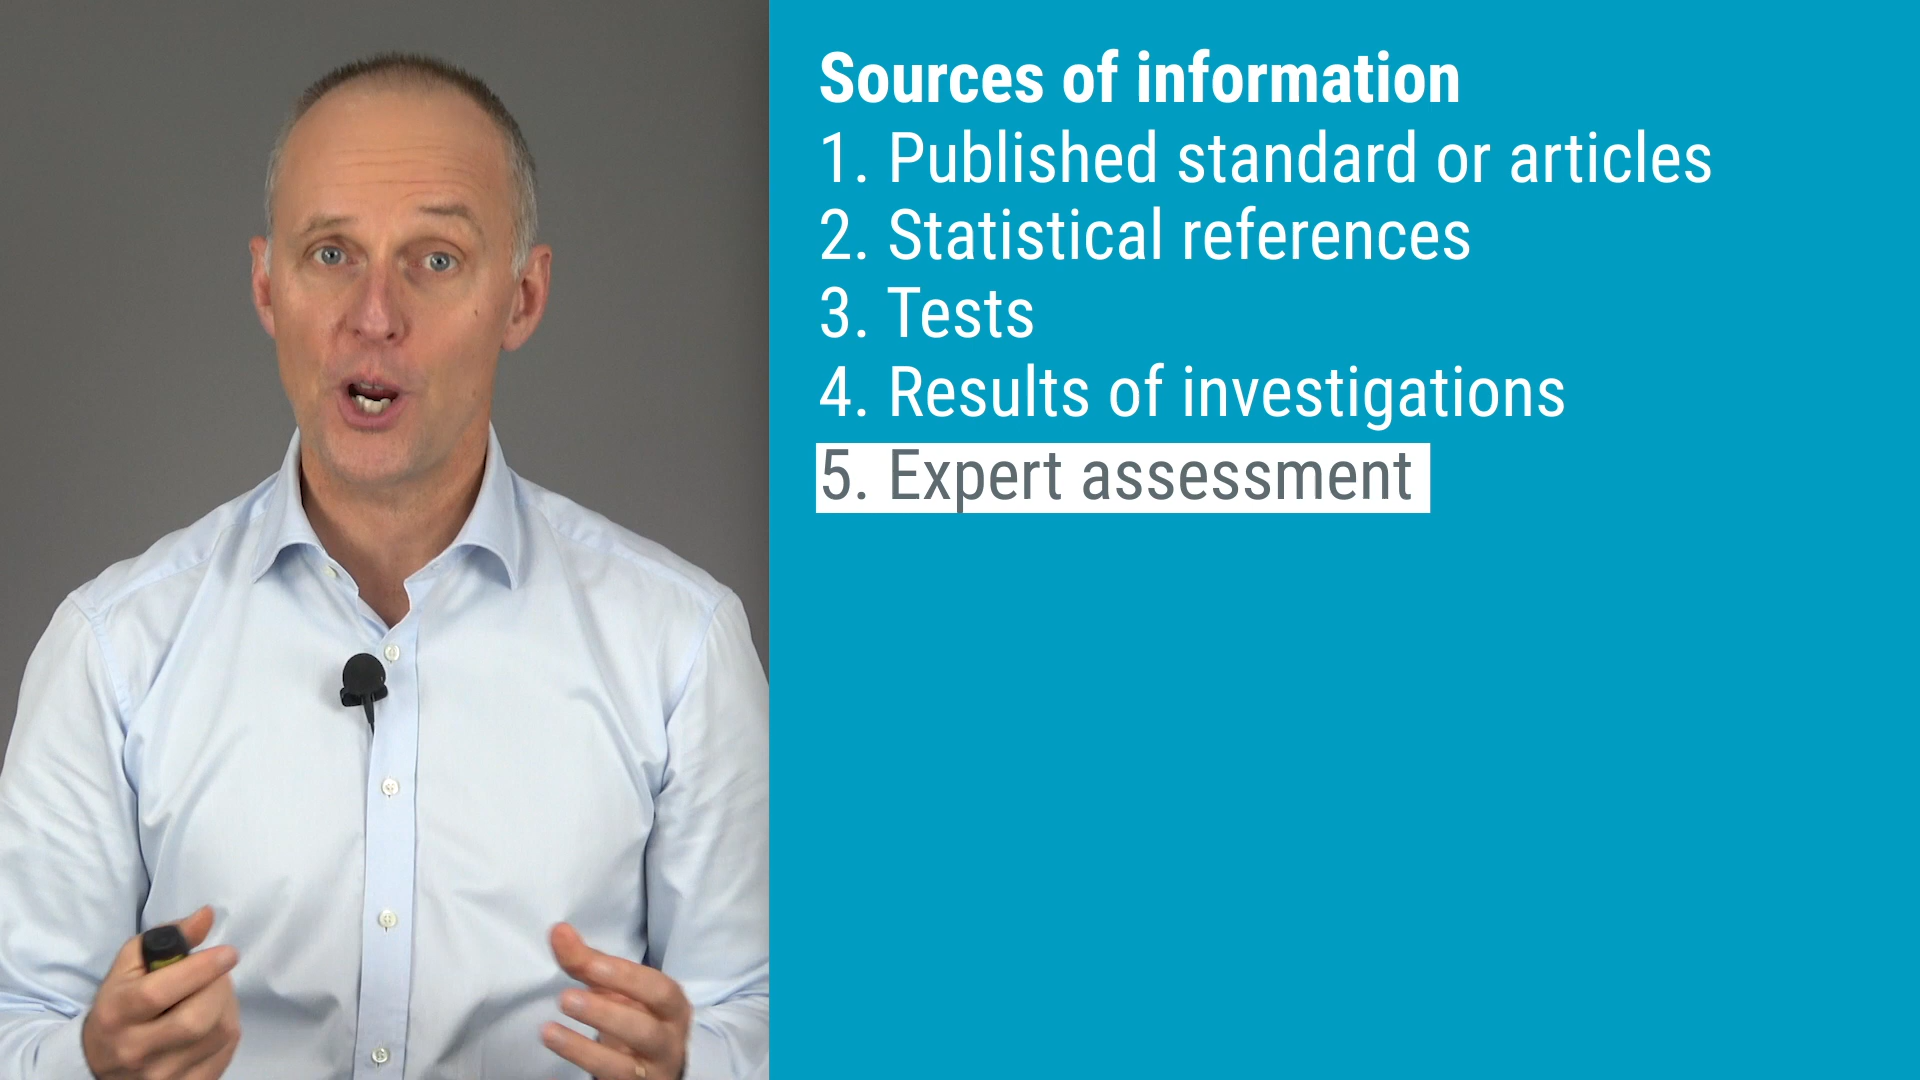 Sources of information
1. Published standard or articles
2. Statistical references
3. Tests
4. Results of investigations
5. Expert assessment